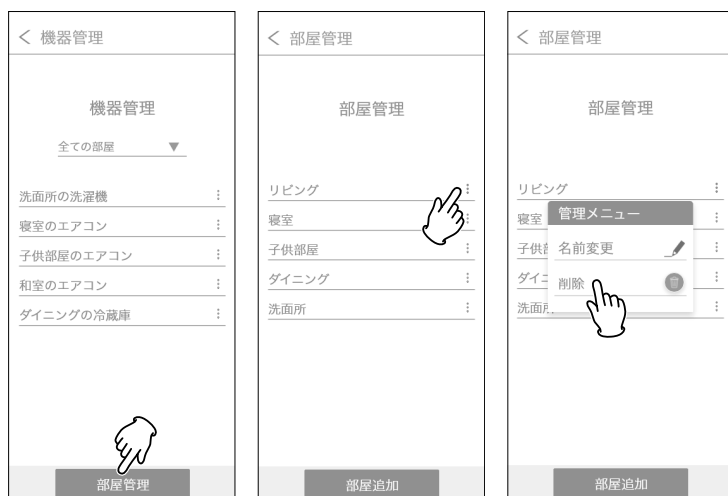 < 機器管理
機器管理
全ての部屋 ▼
洗面所の洗濯機
寝室のエアコン
子供部屋のエアコン
和室のエアコン
ダイニングの冷蔵庫
部屋管理
< 部屋管理
部屋管理
リビング
寝室
子供部屋
ダイニング
洗面所
部屋追加
< 部屋管理
部屋管理
リビング
寝室
子供
ダイニ
洗面所
管理メニュー
名前変更
削除
部屋追加